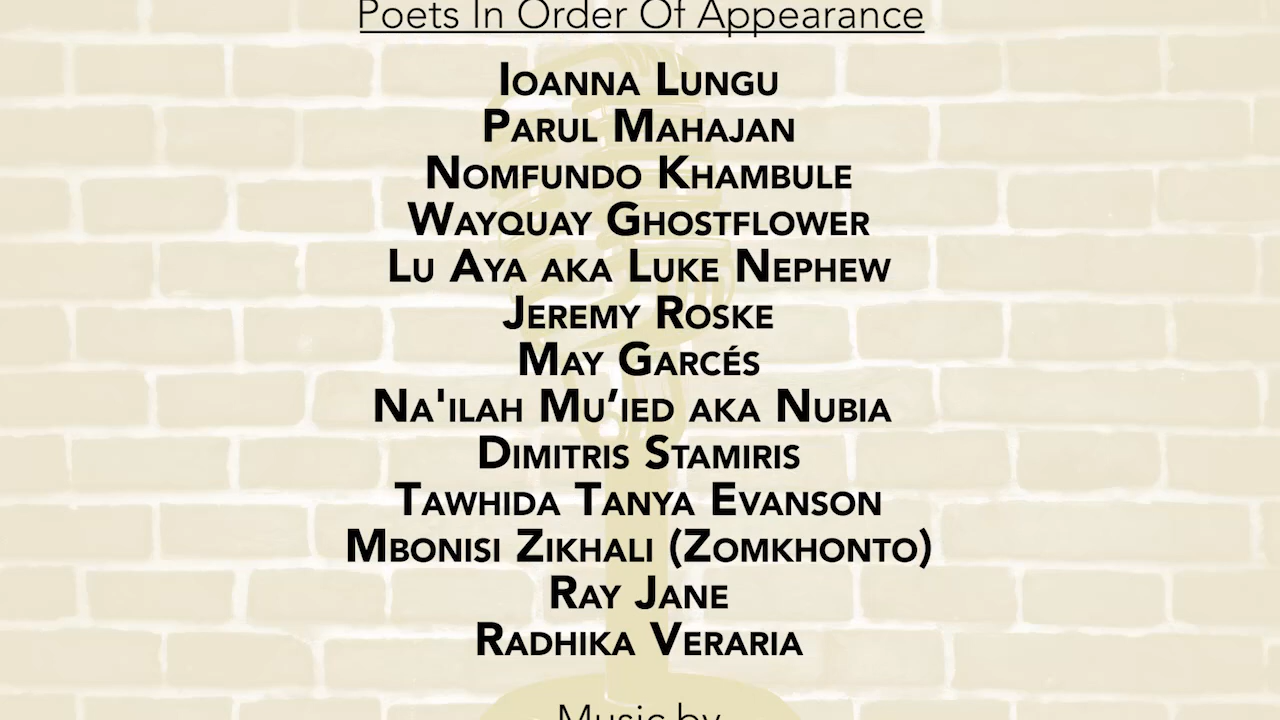 Poets In Order Of Appearance
Ioanna Lungu
Parul Mahajan
Nomfundo Khambule
Wayquay Ghostflower
Lu Aya aka Luke Nephew
Jeremy Roske
May Garcés
Na'ilah Mu’ied aka Nubia
Dimitris Stamiris
Tawhida Tanya Evanson
Mbonisi Zikhali (Zomkhonto)
Ray Jane
Radhika Veraria
Music by